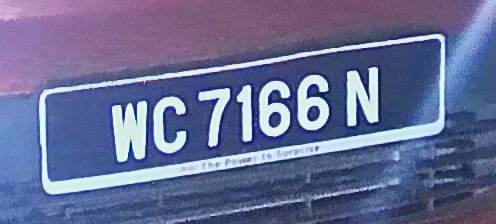 WC 7166 N
The Power to Surprise